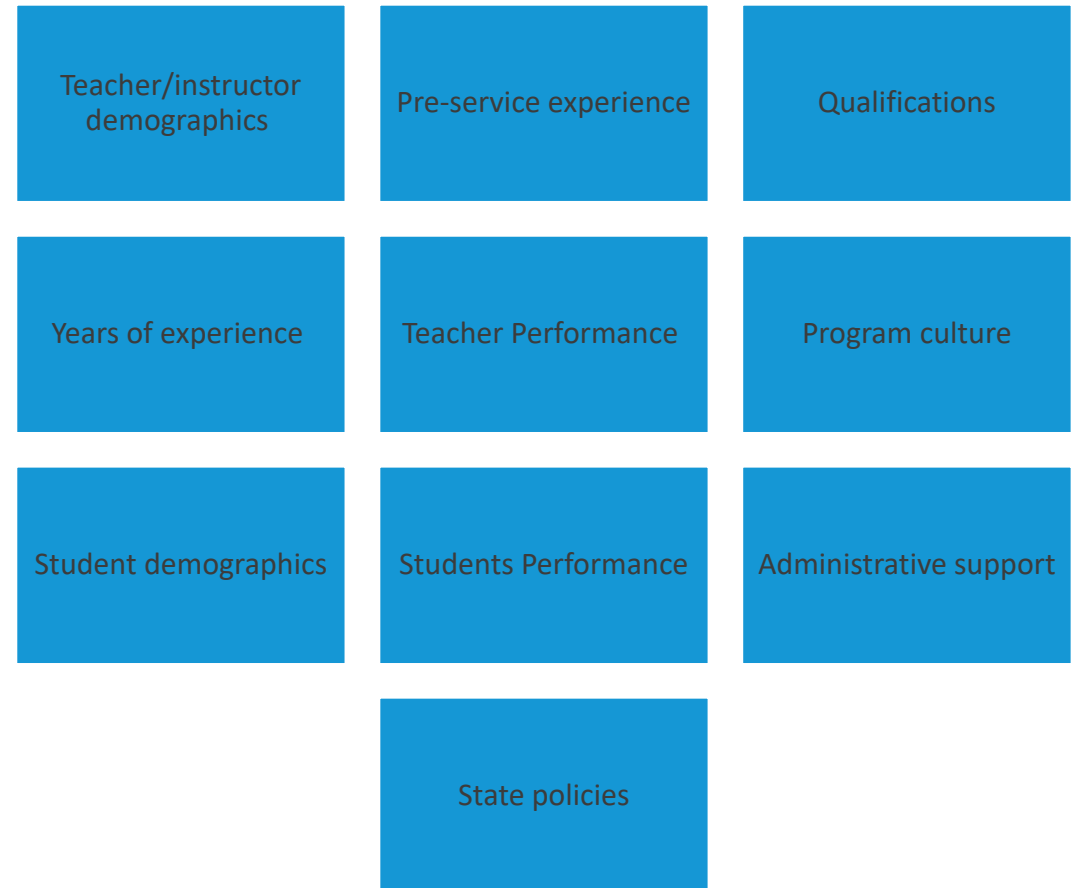 Teacher/instructor
demographics
Pre-service experience
Qualifications
Years of experience
Teacher Performance
Program culture
Student demographics
Students Performance
Administrative support
State policies